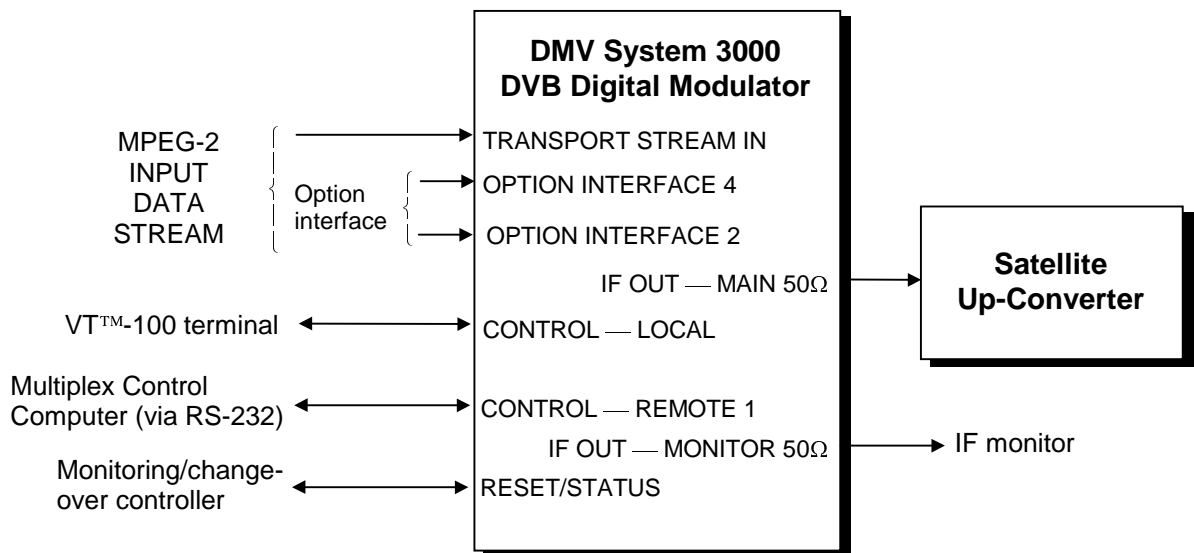 DMV System 3000
DVB Digital Modulator
MPEG-2
INPUT
DATA
STREAM
Option
interface
TRANSPORT STREAM IN
OPTION INTERFACE 4
OPTION INTERFACE 2
IF OUT — MAIN 50Ω
Satellite
Up-Converter
VT™-100 terminal
CONTROL — LOCAL
Multiplex Control
Computer (via RS-232)
CONTROL — REMOTE 1
IF OUT — MONITOR 50Ω
IF monitor
Monitoring/change-
over controller
RESET/STATUS